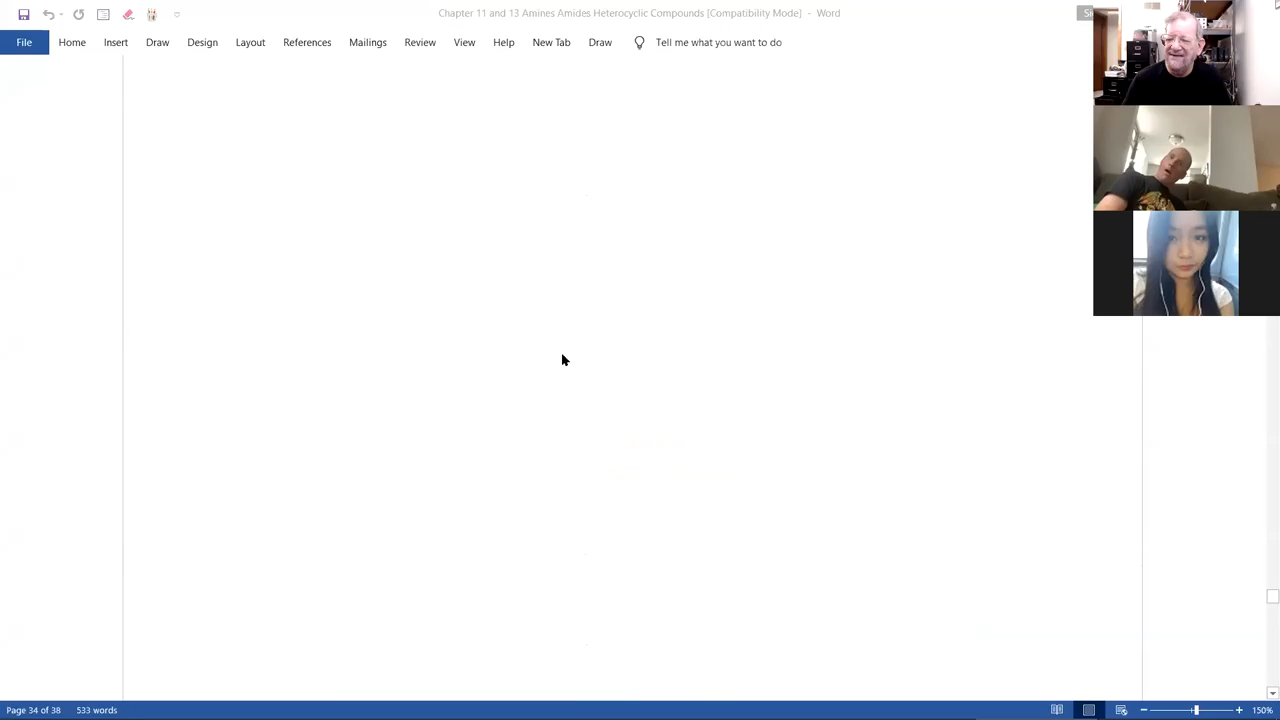 Chapter 11 and 13 Amines Amides Heterocyclic Compounds [Compatibility Mode] - Word
File Home Insert Draw Design Layout References Mailings Review View Help New Tab Draw Tell me what you want to do
Page 34 of 38 533 words 150%